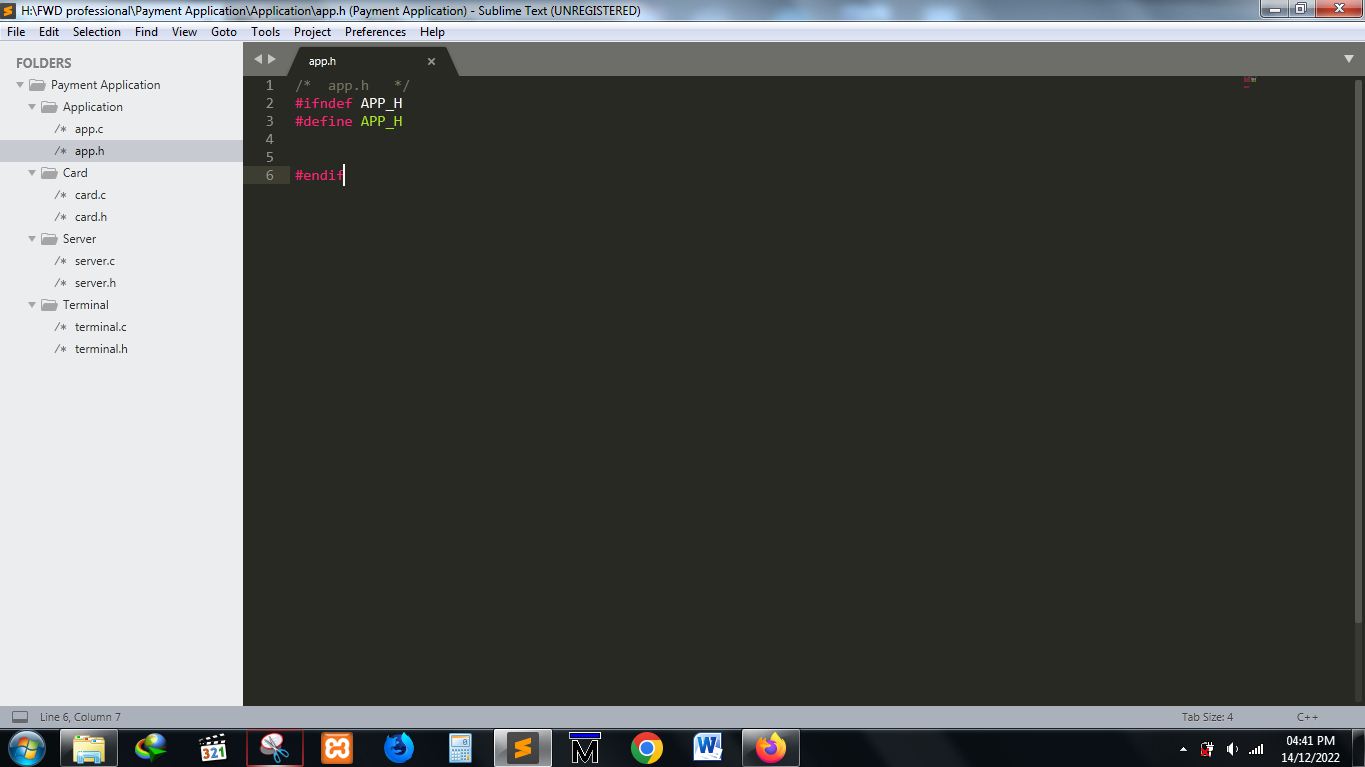 H:\FWD professional\Payment Application\Application\app.h (Payment Application) - Sublime Text (UNREGISTERED)
File Edit Selection Find View Goto Tools Project Preferences Help
FOLDERS
Payment Application
Application
/* app.c
/* app.h
Card
/* card.c
/* card.h
Server
/* server.c
/* server.h
Terminal
/* terminal.c
/* terminal.h
app.h
1 /*  app.h   */
2 #ifndef APP_H
3 #define APP_H
4
5
6 #endif
Line 6, Column 7 Tab Size: 4 C++
321
W
04:41 PM
14/12/2022